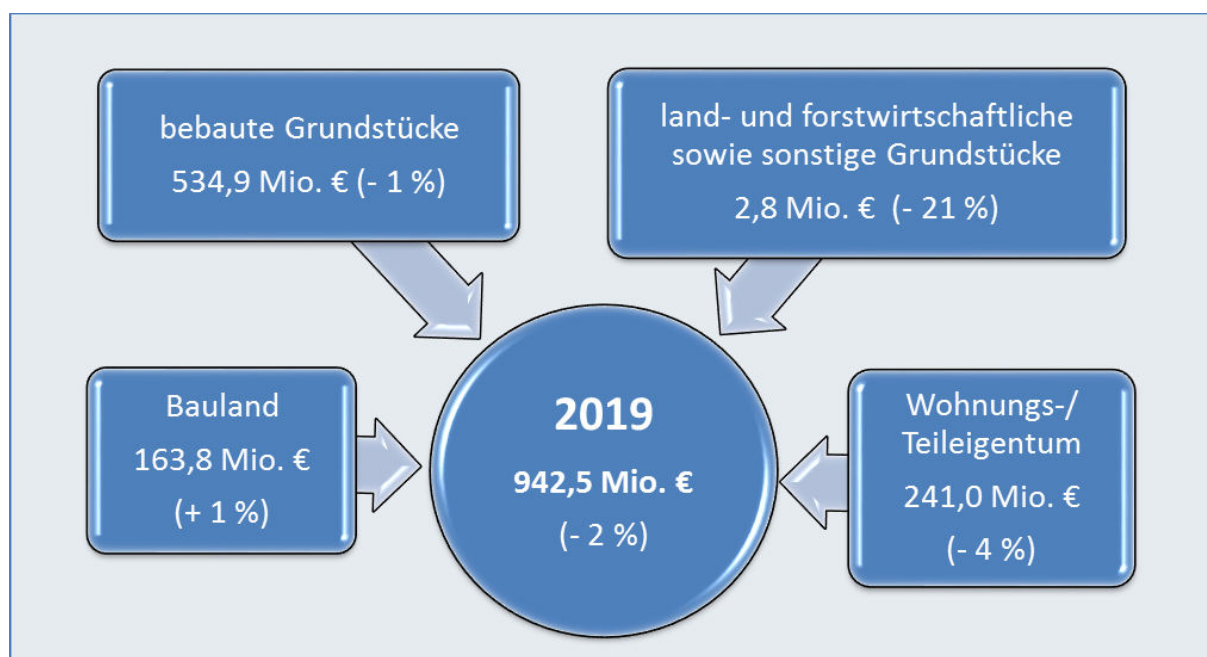 bebaute Grundstücke
534,9 Mio. € (- 1 %)
land- und forstwirtschaftliche
sowie sonstige Grundstücke
2,8 Mio. €  (- 21 %)
Bauland
163,8 Mio. €
(+ 1 %)
2019
942,5 Mio. €
(- 2 %)
Wohnungs-/
Teileigentum
241,0 Mio. €
(- 4 %)